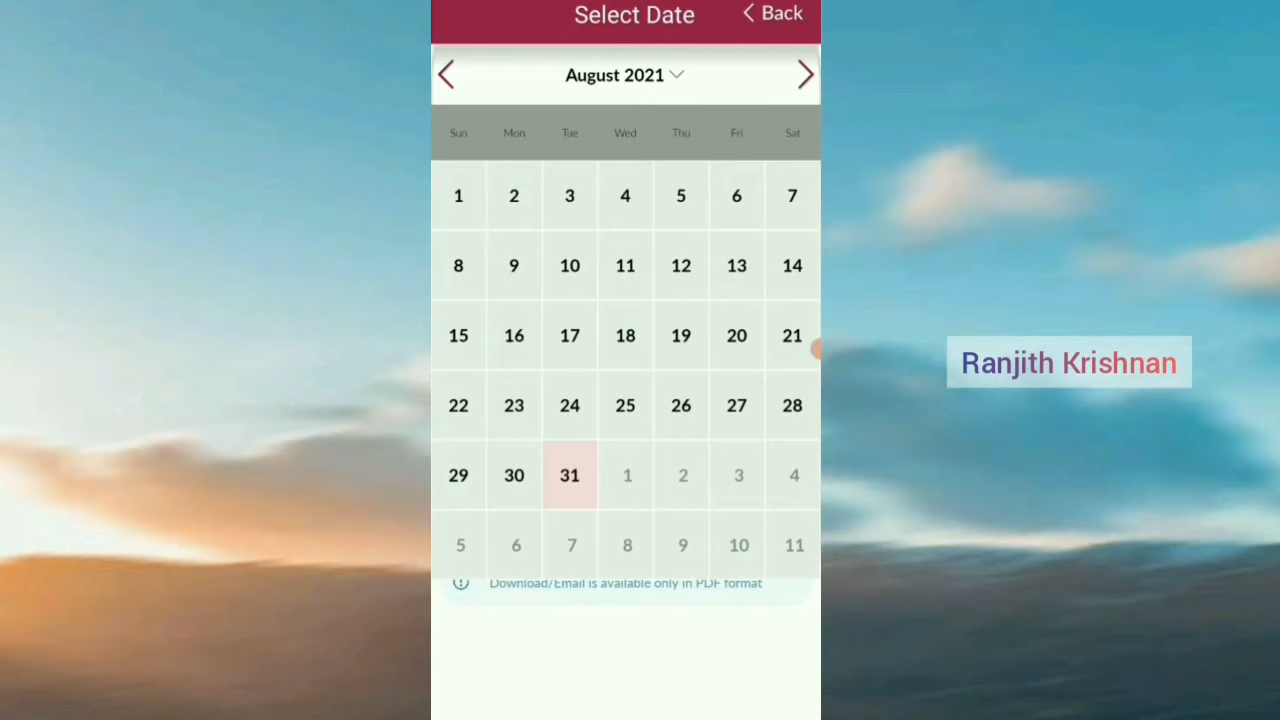 Select Date
Back
August 2021
Sun Mon Tue Wed Thu Fri Sat
1 2 3 4 5 6 7
8 9 10 11 12 13 14
15 16 17 18 19 20 21
22 23 24 25 26 27 28
29 30 31 1 2 3 4
5 6 7 8 9 10 11
Download/Email is available only in PDF format
Ranjith Krishnan